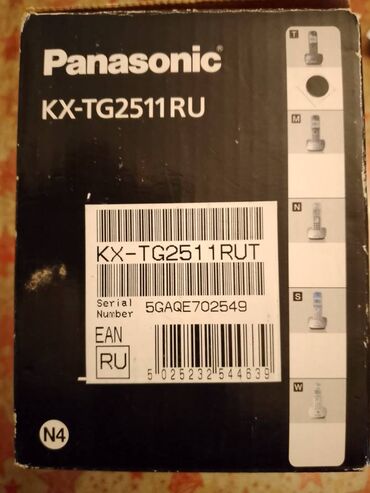 Panasonic®
KX-TG2511RU
T
M
N
S
W
KX-TG2511RUT
Serial
Number
5GAQE702549
EAN
RU
5 025232 544639
N4